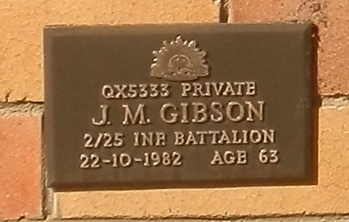 QX5333 PRIVATE
J. M. GIBSON
2/25 INF. BATTALION
22-10-1982 AGE 63